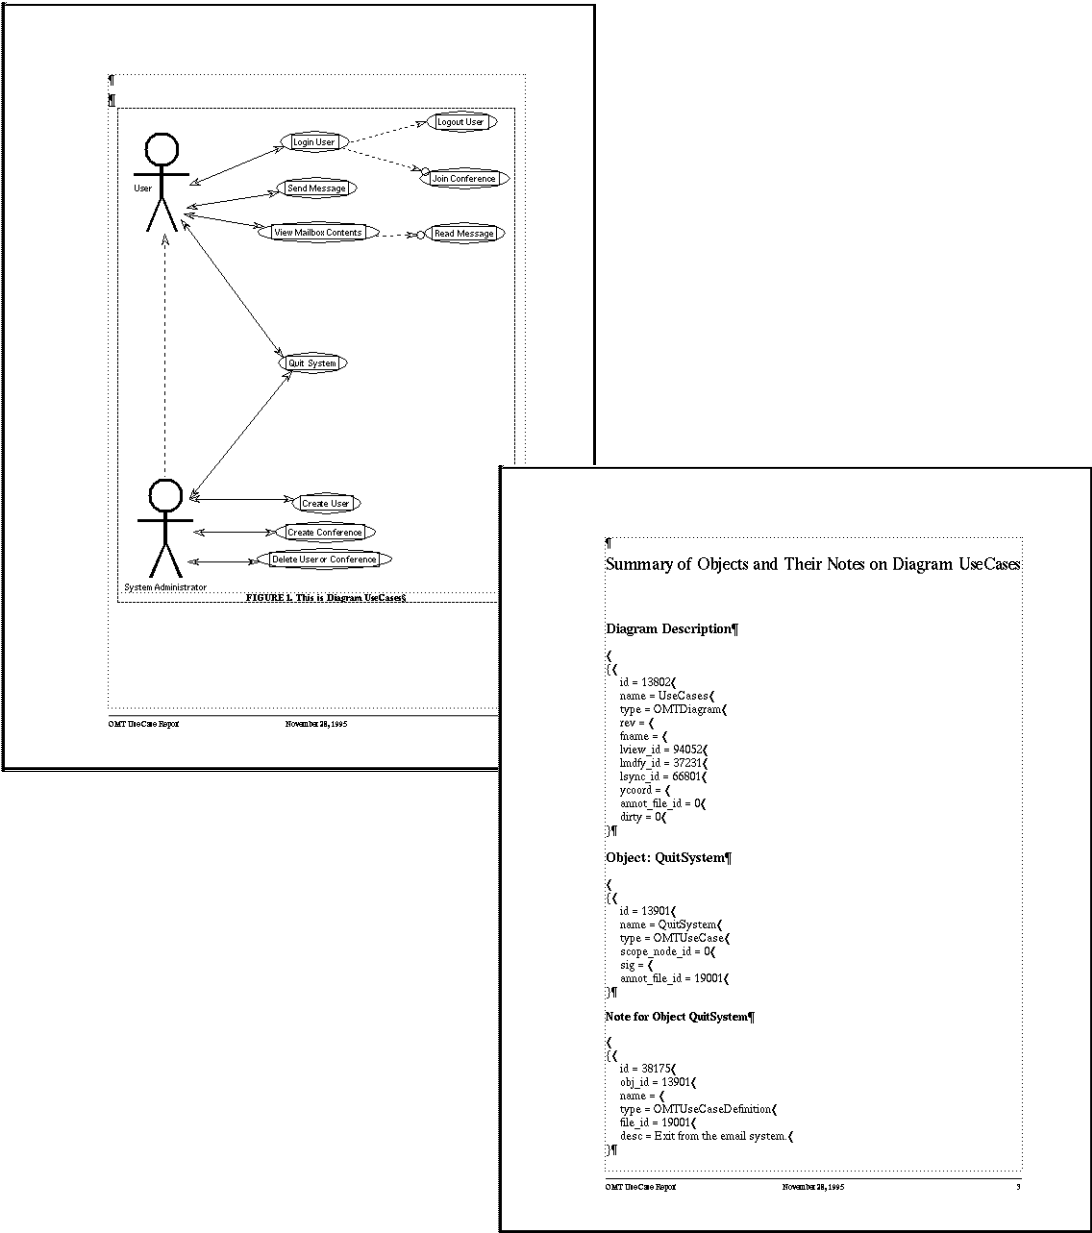 ¶
¶
Logout User
Login User
Join Conference
User
Send Message
View Mailbox Contents
Read Message
Quit System
Create User
Create Conference
Delete User or Conference
System Administrator
FIGURE 1. This is Diagram UseCases§
OMT UseCase Report November 28, 1995
¶
Summary of Objects and Their Notes on Diagram UseCases
Diagram Description¶
{
{{
id = 13802{
name = UseCases{
type = OMTDiagram{
rev = {
fname = {
lview_id = 94052{
lmdfy_id = 37231{
lsync_id = 66801{
ycoord = {
annot_file_id = 0{
dirty = 0{
}¶
Object: QuitSystem¶
{
{{
id = 13901{
name = QuitSystem{
type = OMTUseCase{
scope_node_id = 0{
sig = {
annot_file_id = 19001{
}¶
Note for Object QuitSystem¶
{
{{
id = 38175{
obj_id = 13901{
name = {
type = OMTUseCaseDefinition{
file_id = 19001{
desc = Exit from the email system.{
}¶
OMT UseCase Report November 28, 1995 3